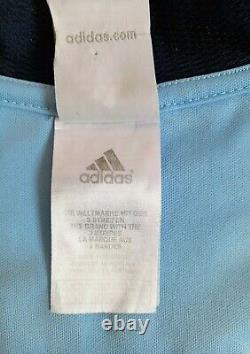 adidas.com
adidas
DIE WELTMARKE MIT DEN
3 STREIFEN
THE BRAND WITH THE
3 STRIPES
LA MARQUE AUX
3 BANDES